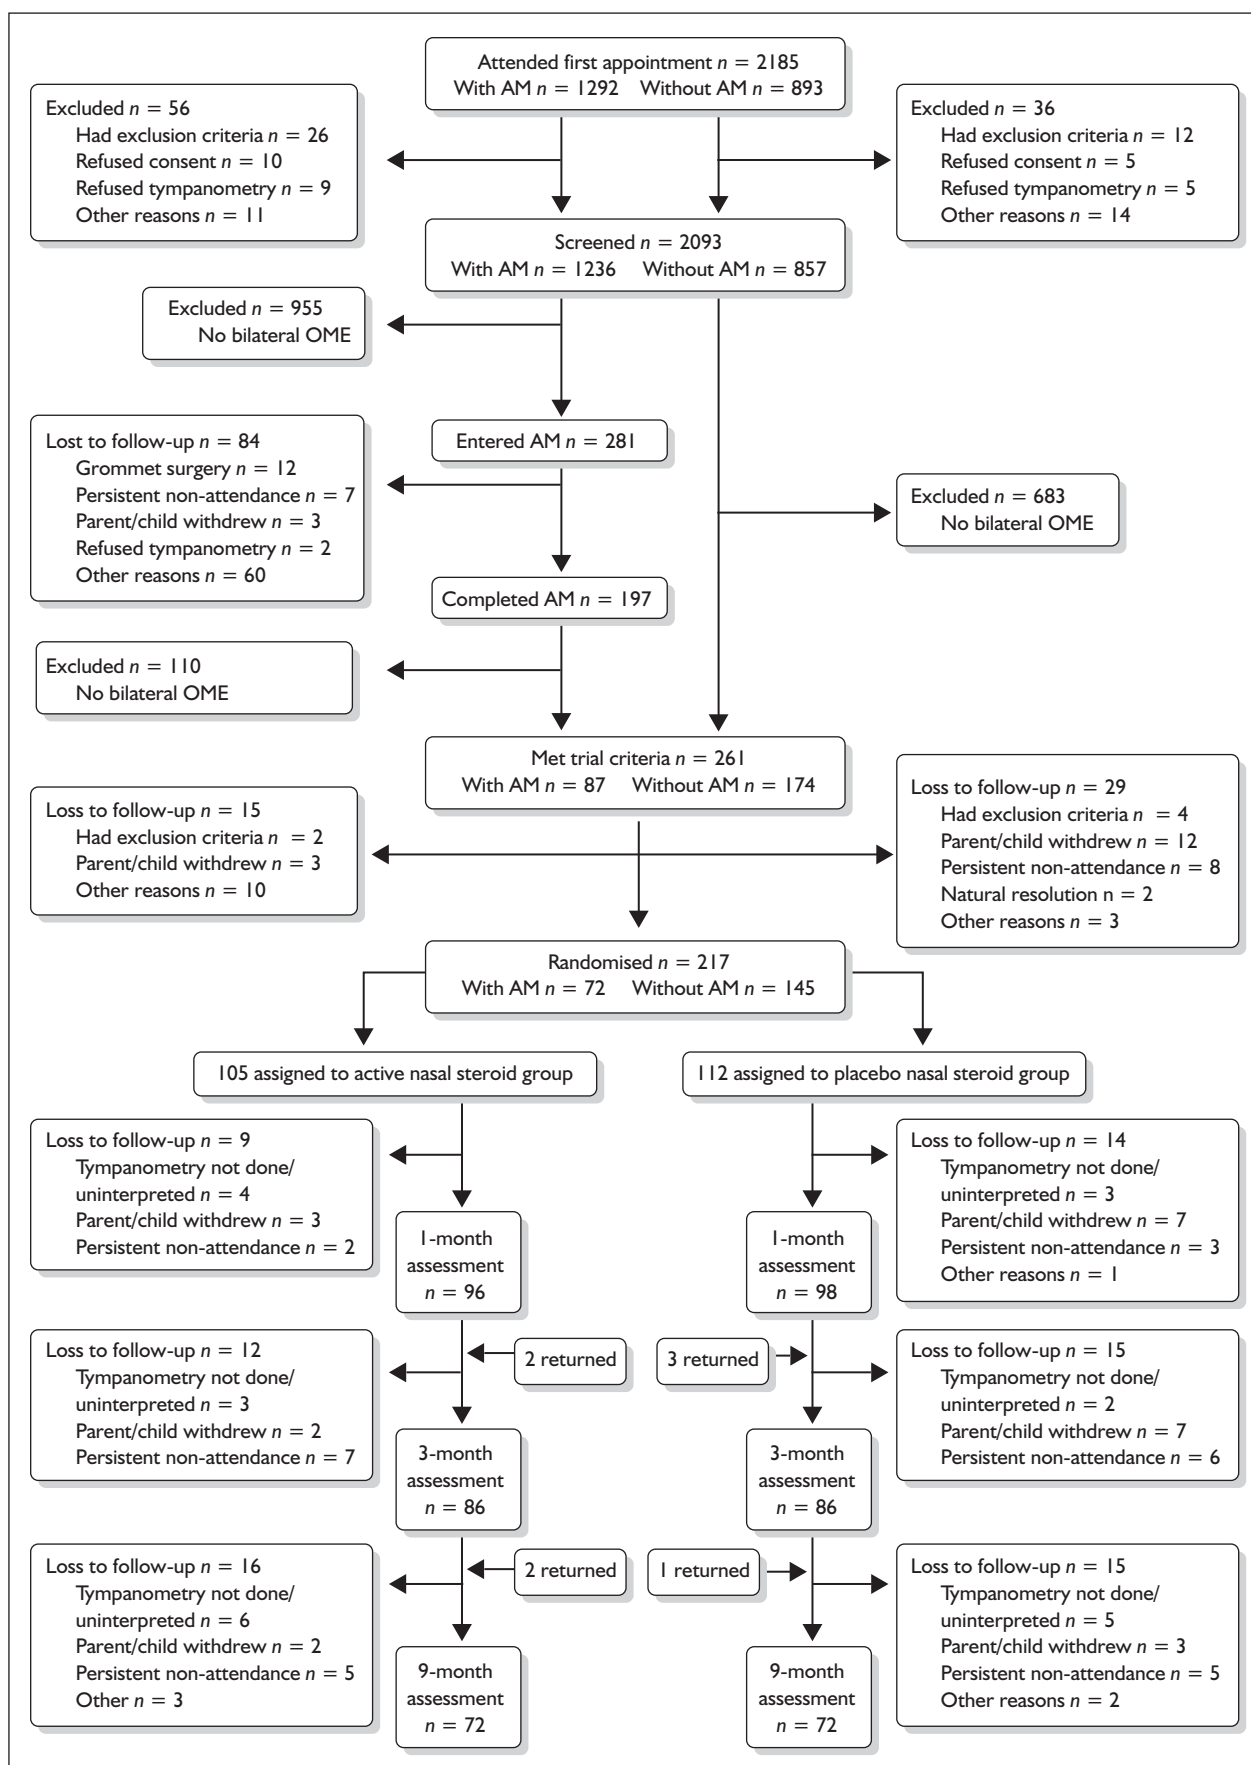 Attended first appointment n = 2185
With AM n = 1292 Without AM n = 893
Excluded n = 56
Had exclusion criteria n = 26
Refused consent n = 10
Refused tympanometry n = 9
Other reasons n = 11
Excluded n = 36
Had exclusion criteria n = 12
Refused consent n = 5
Refused tympanometry n = 5
Other reasons n = 14
Screened n = 2093
With AM n = 1236 Without AM n = 857
Excluded n = 955
No bilateral OME
Entered AM n = 281
Lost to follow-up n = 84
Grommet surgery n = 12
Persistent non-attendance n = 7
Parent/child withdrew n = 3
Refused tympanometry n = 2
Other reasons n = 60
Excluded n = 683
No bilateral OME
Completed AM n = 197
Excluded n = 110
No bilateral OME
Met trial criteria n = 261
With AM n = 87 Without AM n = 174
Loss to follow-up n = 15
Had exclusion criteria n = 2
Parent/child withdrew n = 3
Other reasons n = 10
Loss to follow-up n = 29
Had exclusion criteria n = 4
Parent/child withdrew n = 12
Persistent non-attendance n = 8
Natural resolution n = 2
Other reasons n = 3
Randomised n = 217
With AM n = 72 Without AM n = 145
105 assigned to active nasal steroid group
112 assigned to placebo nasal steroid group
Loss to follow-up n = 9
Tympanometry not done/
uninterpreted n = 4
Parent/child withdrew n = 3
Persistent non-attendance n = 2
1-month
assessment
n = 96
1-month
assessment
n = 98
Loss to follow-up n = 14
Tympanometry not done/
uninterpreted n = 3
Parent/child withdrew n = 7
Persistent non-attendance n = 3
Other reasons n = 1
Loss to follow-up n = 12
Tympanometry not done/
uninterpreted n = 3
Parent/child withdrew n = 2
Persistent non-attendance n = 7
2 returned
3 returned
Loss to follow-up n = 15
Tympanometry not done/
uninterpreted n = 2
Parent/child withdrew n = 7
Persistent non-attendance n = 6
3-month
assessment
n = 86
3-month
assessment
n = 86
Loss to follow-up n = 16
Tympanometry not done/
uninterpreted n = 6
Parent/child withdrew n = 2
Persistent non-attendance n = 5
Other n = 3
2 returned
1 returned
Loss to follow-up n = 15
Tympanometry not done/
uninterpreted n = 5
Parent/child withdrew n = 3
Persistent non-attendance n = 5
Other reasons n = 2
9-month
assessment
n = 72
9-month
assessment
n = 72